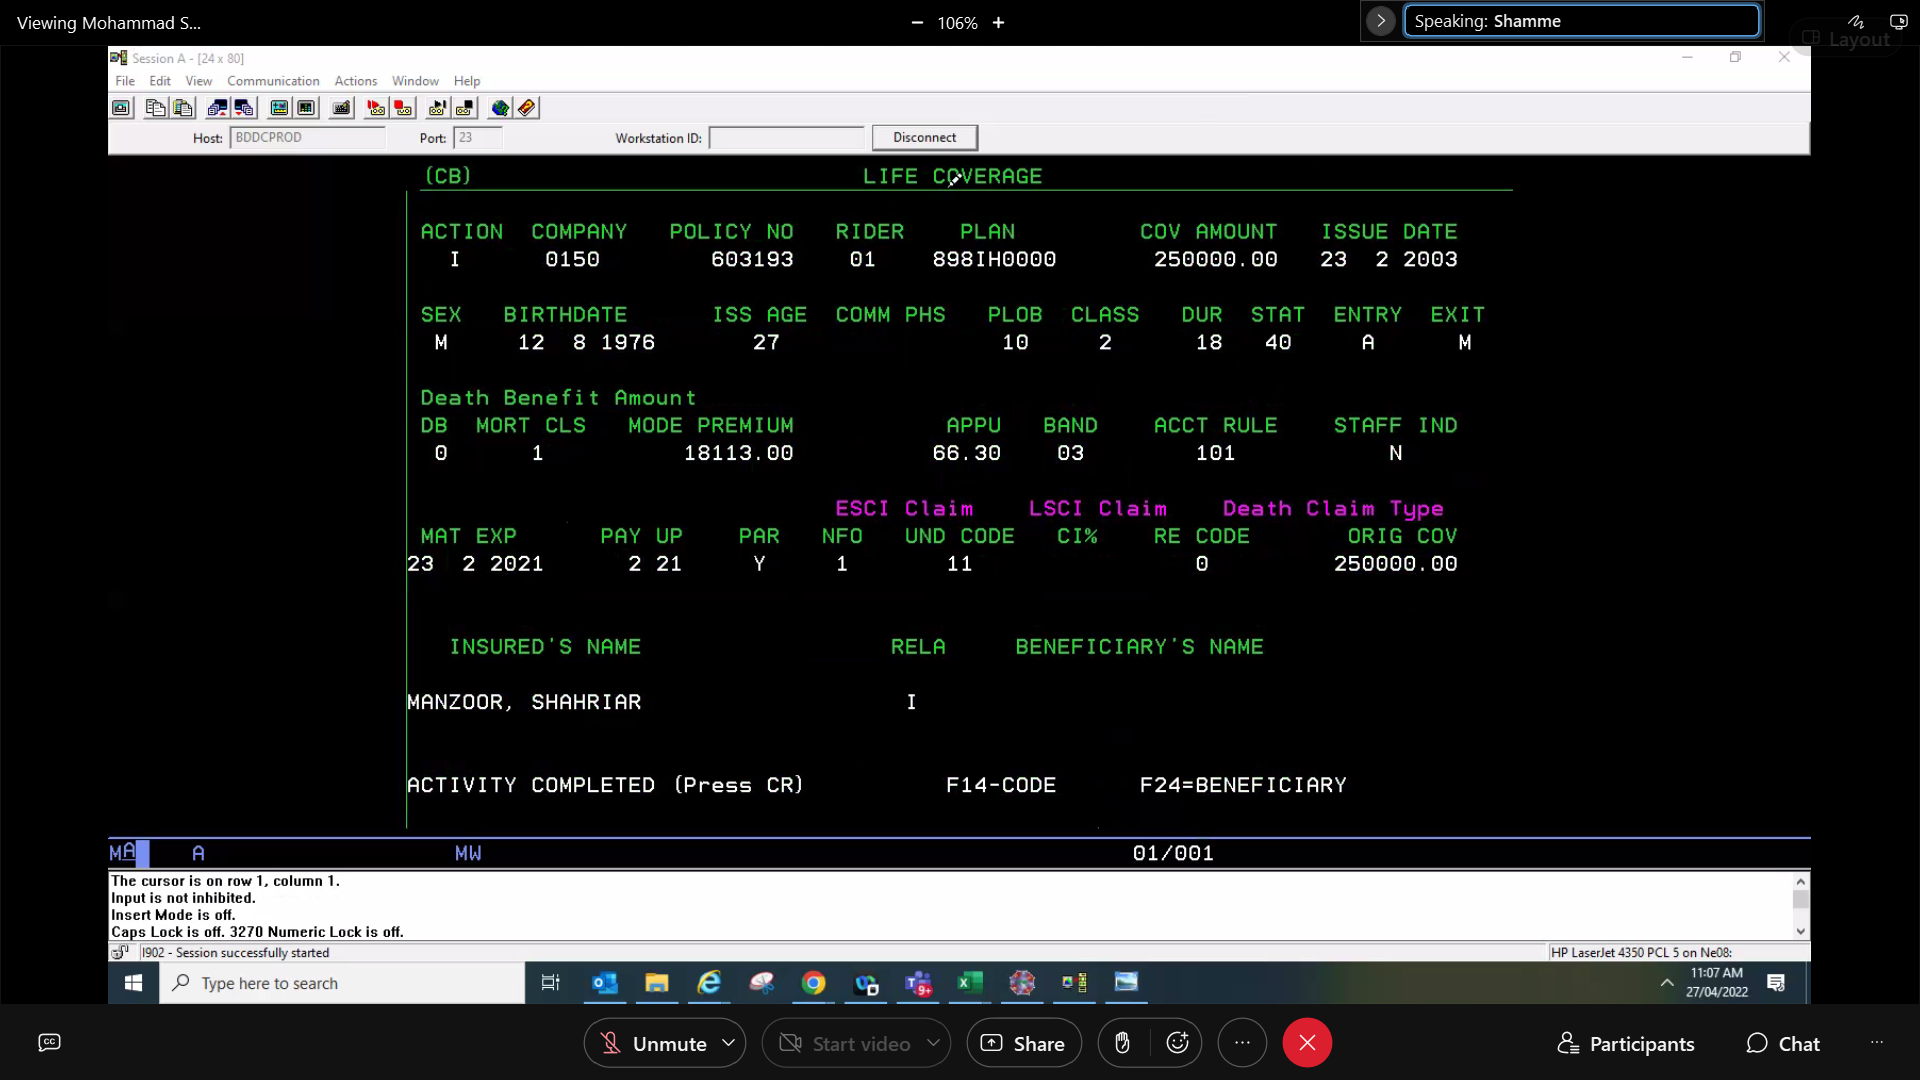 Viewing Mohammad S...
106%
Speaking: Shamme
Layout
Session A - [24 x 80]
File Edit View Communication Actions Window Help
Host: BDDCPROD Port: 23 Workstation ID: Disconnect
(CB) LIFE COVERAGE
ACTION COMPANY POLICY NO RIDER PLAN COV AMOUNT ISSUE DATE
I 0150 603193 01 898IH0000 250000.00 23 2 2003
SEX BIRTHDATE ISS AGE COMM PHS PLOB CLASS DUR STAT ENTRY EXIT
M 12 8 1976 27 10 2 18 40 A M
Death Benefit Amount
DB MORT CLS MODE PREMIUM APPU BAND ACCT RULE STAFF IND
0 1 18113.00 66.30 03 101 N
ESCI Claim LSCI Claim Death Claim Type
MAT EXP PAY UP PAR NFO UND CODE CI% RE CODE ORIG COV
23 2 2021 2 21 Y 1 11 0 250000.00
INSURED'S NAME RELA BENEFICIARY'S NAME
MANZOOR, SHAHRIAR I
ACTIVITY COMPLETED (Press CR) F14-CODE F24=BENEFICIARY
MA A MW 01/001
The cursor is on row 1, column 1.
Input is not inhibited.
Insert Mode is off.
Caps Lock is off. 3270 Numeric Lock is off.
I902 - Session successfully started HP LaserJet 4350 PCL 5 on Ne08:
Type here to search 9+ 11:07 AM
27/04/2022
CC Unmute Start video Share Participants Chat